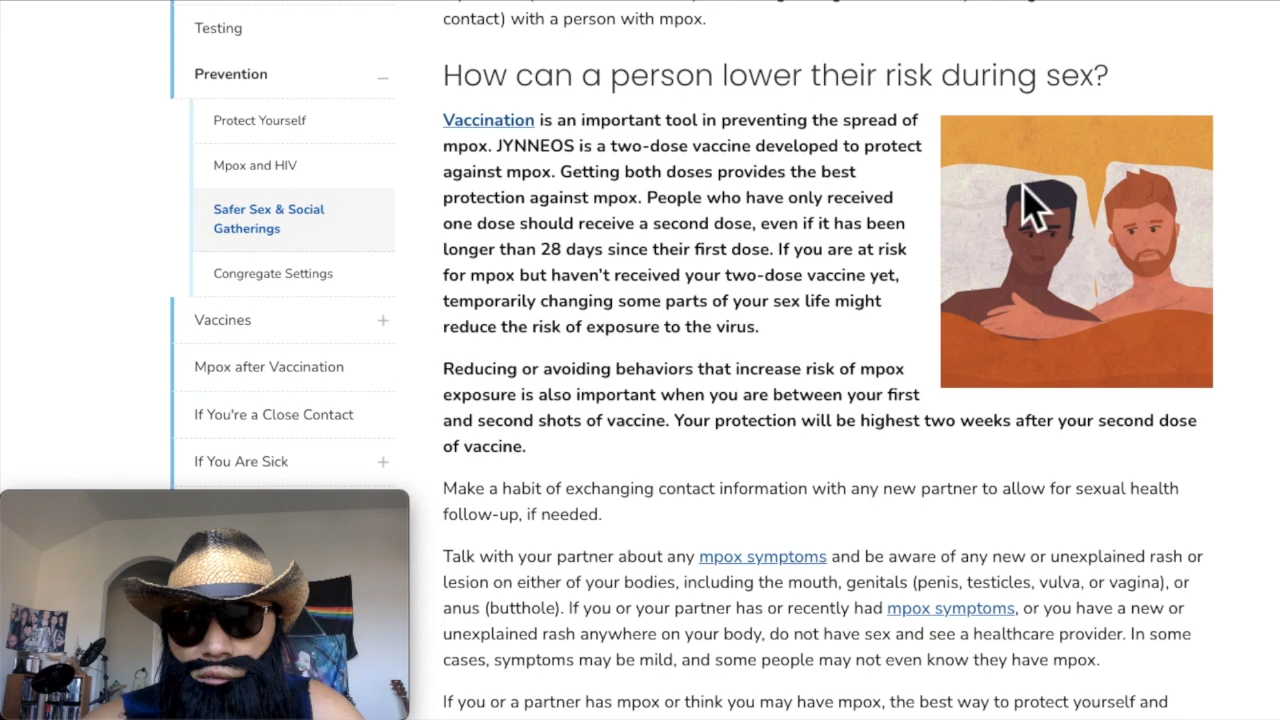 Testing
Prevention
Protect Yourself
Mpox and HIV
Safer Sex & Social
Gatherings
Congregate Settings
Vaccines
Mpox after Vaccination
If You're a Close Contact
If You Are Sick
contact) with a person with mpox.
How can a person lower their risk during sex?
Vaccination is an important tool in preventing the spread of
mpox. JYNNEOS is a two-dose vaccine developed to protect
against mpox. Getting both doses provides the best
protection against mpox. People who have only received
one dose should receive a second dose, even if it has been
longer than 28 days since their first dose. If you are at risk
for mpox but haven’t received your two-dose vaccine yet,
temporarily changing some parts of your sex life might
reduce the risk of exposure to the virus.
Reducing or avoiding behaviors that increase risk of mpox
exposure is also important when you are between your first
and second shots of vaccine. Your protection will be highest two weeks after your second dose
of vaccine.
Make a habit of exchanging contact information with any new partner to allow for sexual health
follow-up, if needed.
Talk with your partner about any mpox symptoms and be aware of any new or unexplained rash or
lesion on either of your bodies, including the mouth, genitals (penis, testicles, vulva, or vagina), or
anus (butthole). If you or your partner has or recently had mpox symptoms, or you have a new or
unexplained rash anywhere on your body, do not have sex and see a healthcare provider. In some
cases, symptoms may be mild, and some people may not even know they have mpox.
If you or a partner has mpox or think you may have mpox, the best way to protect yourself and